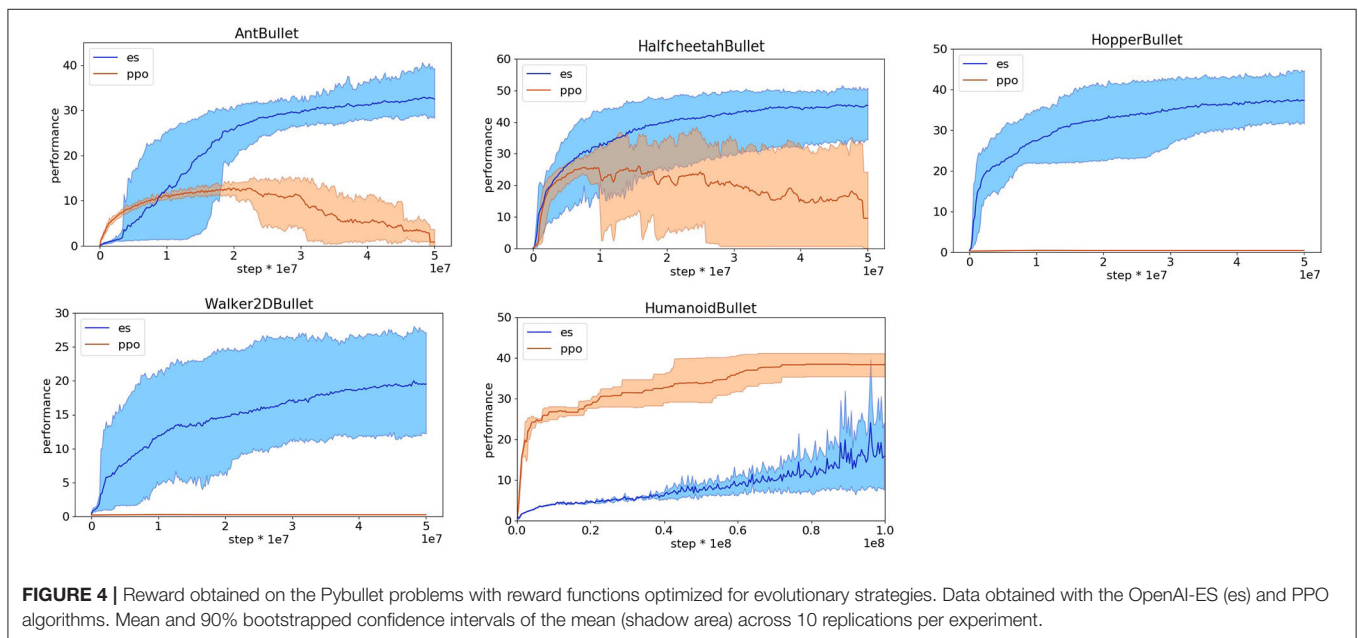 AntBullet
es
ppo
40
30
20
10
0
performance
0
1
2
3
4
5
1e7
step * 1e7
HalfcheetahBullet
es
ppo
60
50
40
30
20
10
0
performance
0
1
2
3
4
5
1e7
step * 1e7
HopperBullet
es
ppo
50
40
30
20
10
0
performance
0
1
2
3
4
5
1e7
step * 1e7
Walker2DBullet
es
ppo
30
25
20
15
10
5
0
performance
0
1
2
3
4
5
1e7
step * 1e7
HumanoidBullet
es
ppo
50
40
30
20
10
0
performance
0.0
0.2
0.4
0.6
0.8
1.0
1e8
step * 1e8
FIGURE 4 | Reward obtained on the Pybullet problems with reward functions optimized for evolutionary strategies. Data obtained with the OpenAI-ES (es) and PPO
algorithms. Mean and 90% bootstrapped confidence intervals of the mean (shadow area) across 10 replications per experiment.